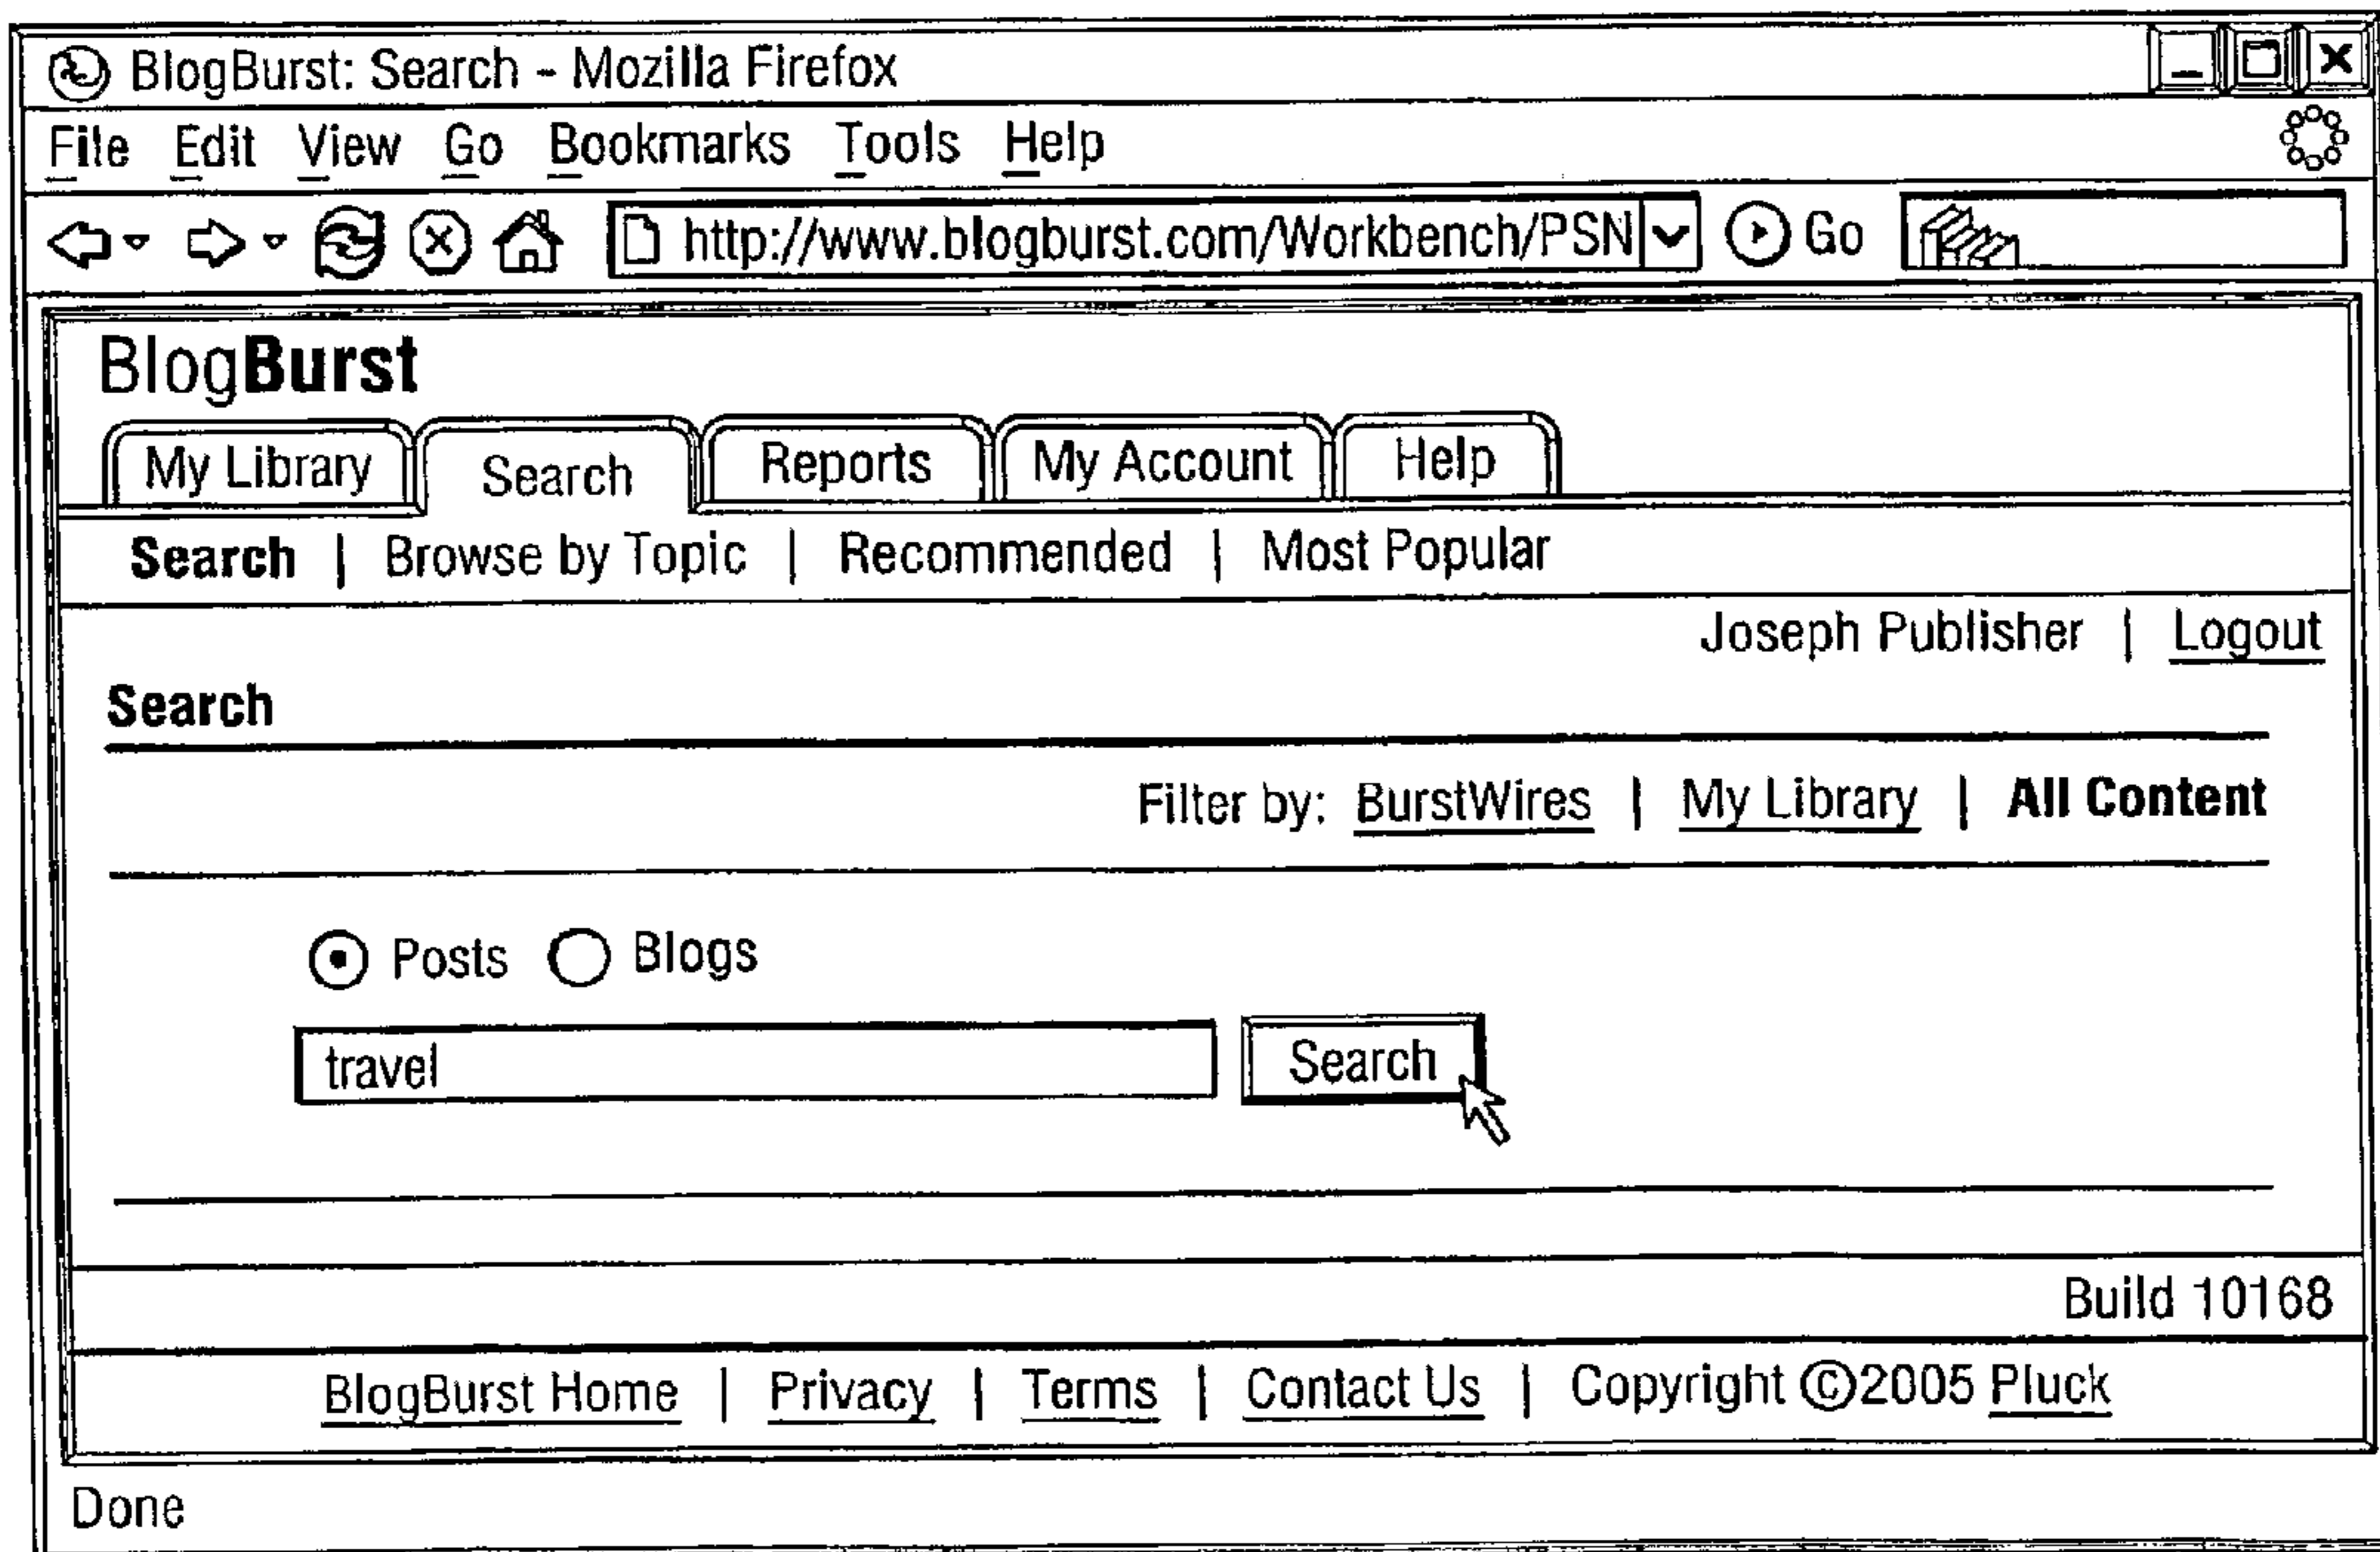 BlogBurst: Search - Mozilla Firefox
File Edit View Go Bookmarks Tools Help
http://www.blogburst.com/Workbench/PSN Go
BlogBurst
My Library Search Reports My Account Help
Search | Browse by Topic | Recommended | Most Popular
Joseph Publisher | Logout
Search
Filter by: BurstWires | My Library | All Content
Posts Blogs
travel Search
Build 10168
BlogBurst Home | Privacy | Terms | Contact Us | Copyright ©2005 Pluck
Done